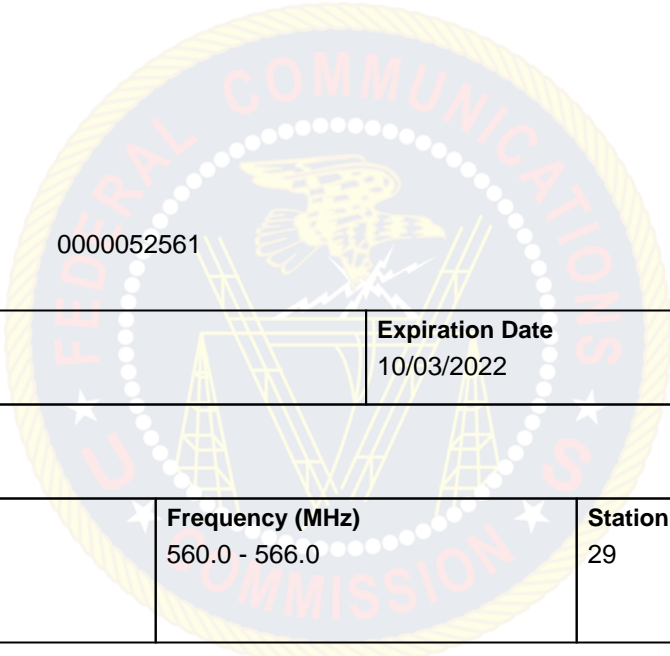 FEDERAL COMMUNICATIONS COMMISSION
U S
0000052561
Expiration Date
10/03/2022
Frequency (MHz)
560.0 - 566.0
Station
29